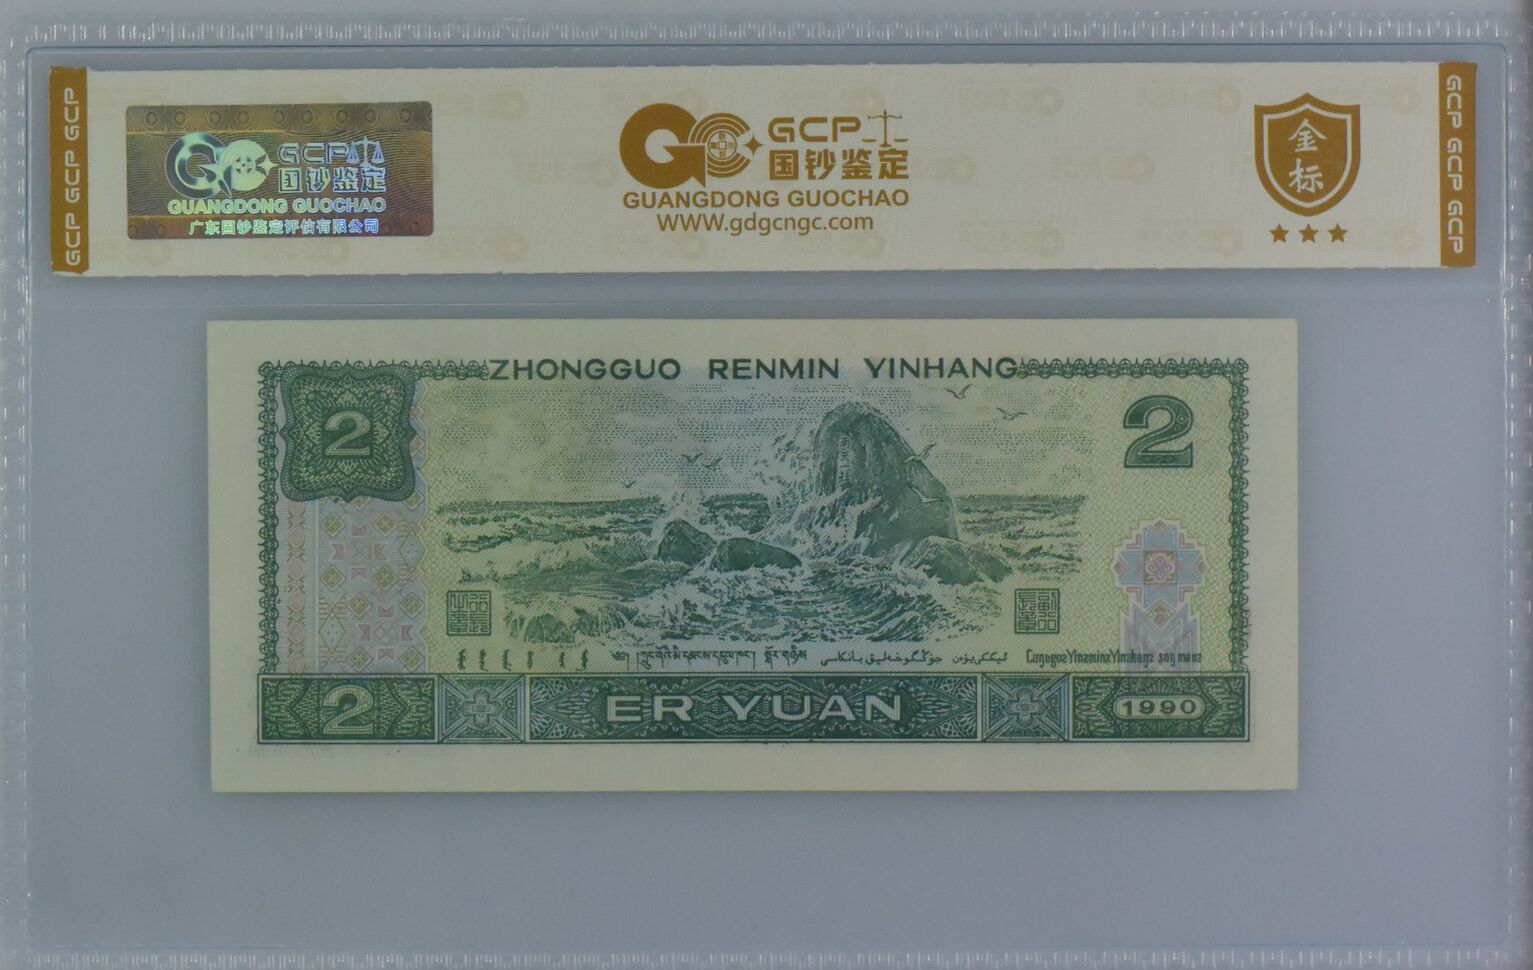 GCP GCP GCP
GCP
国钞鉴定
GUANGDONG GUOCHAO
广东国钞鉴定评估有限公司
GCP
国钞鉴定
GUANGDONG GUOCHAO
WWW.gdgcngc.com
金标
GCP GCP GCP
ZHONGGUO RENMIN YINHANG
2
2
2 ER YUAN 1990